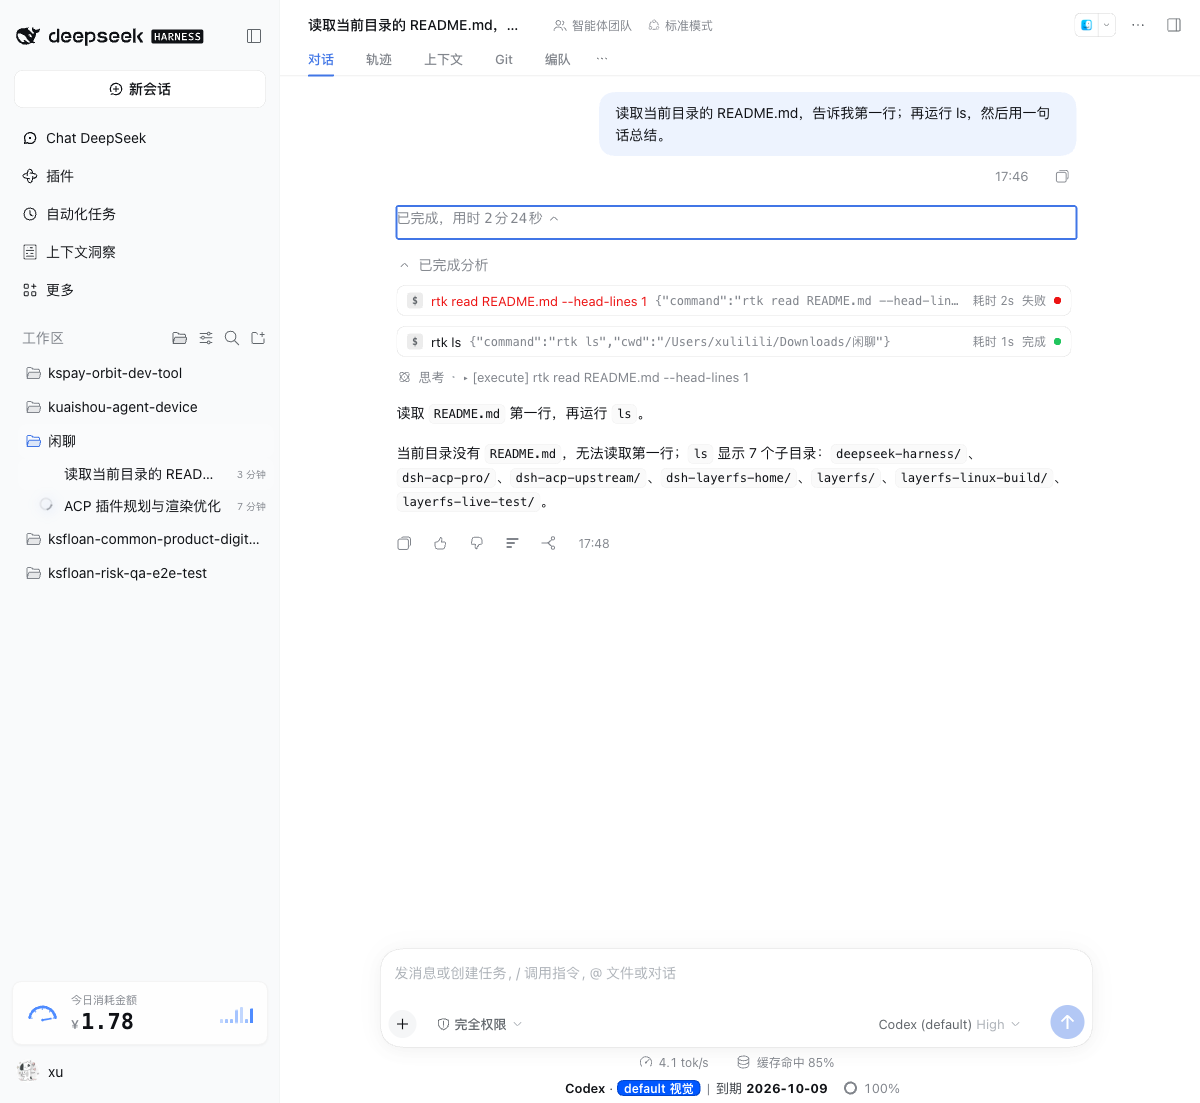 deepseek HARNESS
新会话
Chat DeepSeek
插件
自动化任务
上下文洞察
更多
工作区
kspay-orbit-dev-tool
kuaishou-agent-device
闲聊
读取当前目录的 READ... 3 分钟
ACP 插件规划与渲染优化 7 分钟
ksfloan-common-product-digit...
ksfloan-risk-qa-e2e-test
今日消耗金额
¥1.78
xu
读取当前目录的 README.md，... 智能体团队 标准模式
对话 轨迹 上下文 Git 编队 ...
读取当前目录的 README.md，告诉我第一行；再运行 ls，然后用一句
话总结。
17:46
已完成，用时 2分24秒
已完成分析
$ rtk read README.md --head-lines 1 {"command":"rtk read README.md --head-lin... 耗时 2s 失败
$ rtk ls {"command":"rtk ls","cwd":"/Users/xulilili/Downloads/闲聊"} 耗时 1s 完成
思考 · ▸ [execute] rtk read README.md --head-lines 1
读取 README.md 第一行，再运行 ls 。
当前目录没有 README.md ，无法读取第一行； ls 显示 7 个子目录： deepseek-harness/ 、
dsh-acp-pro/ 、 dsh-acp-upstream/ 、 dsh-layerfs-home/ 、 layerfs/ 、 layerfs-linux-build/ 、
layerfs-live-test/ 。
17:48
发消息或创建任务, / 调用指令, @ 文件或对话
完全权限
Codex (default) High
4.1 tok/s 缓存命中 85%
Codex · default 视觉 | 到期 2026-10-09 100%